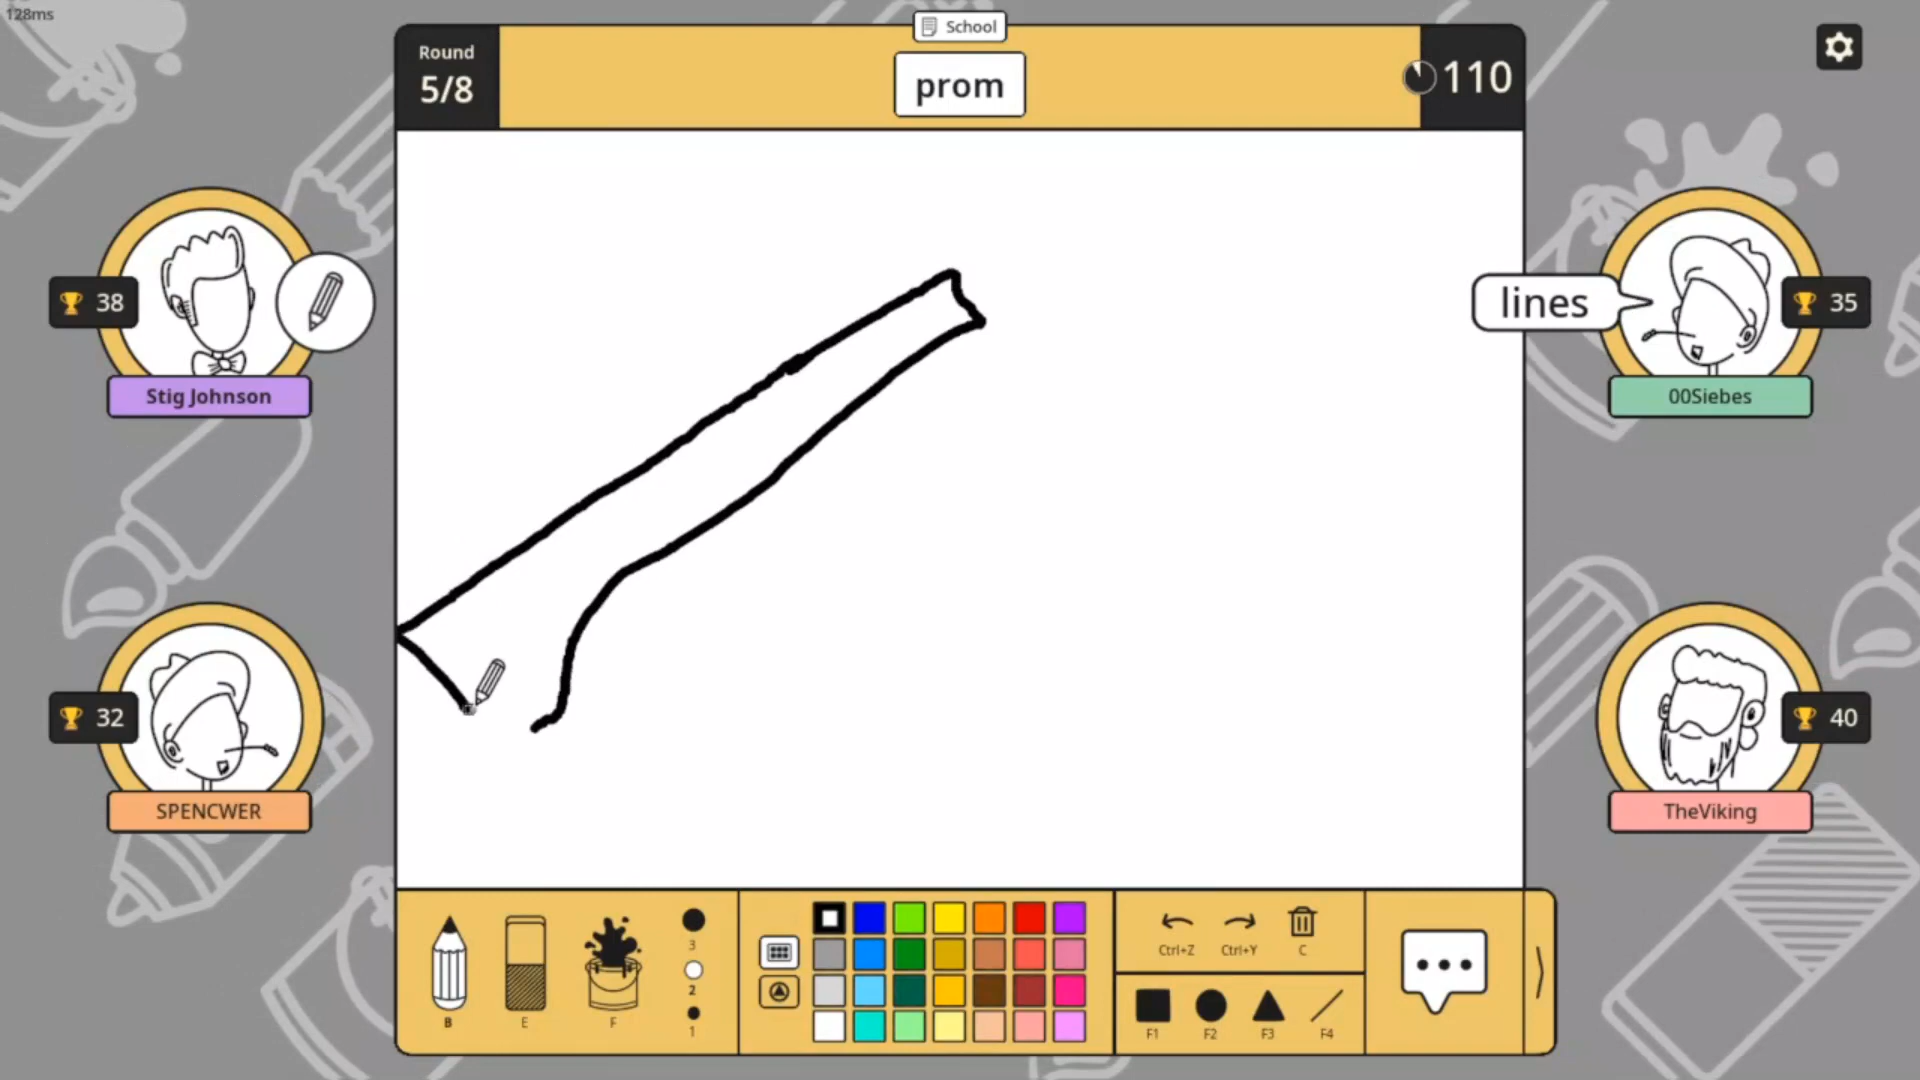 128ms
School
Round
5/8
prom
110
38
Stig Johnson
lines
35
00Siebes
32
SPENCWER
40
TheViking
B
E
F
3
2
1
Ctrl+Z
Ctrl+Y
C
F1
F2
F3
F4